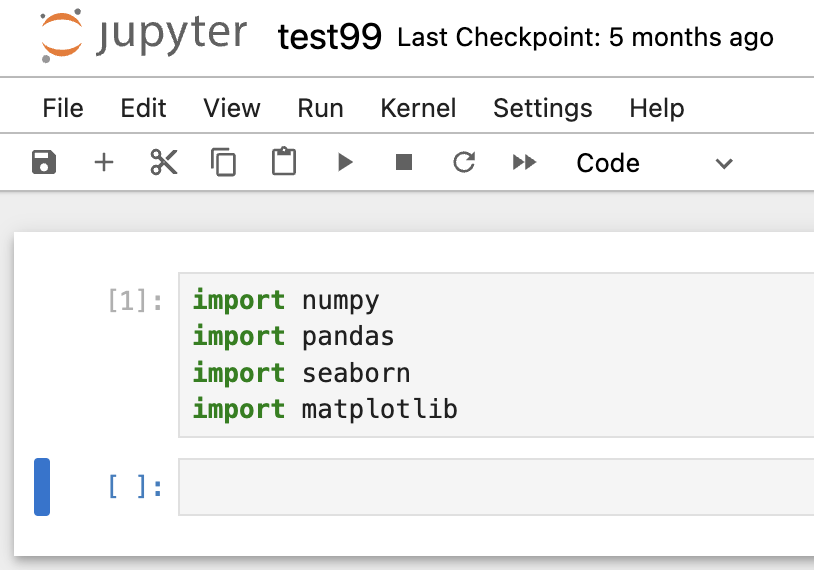 jupyter test99 Last Checkpoint: 5 months ago
File Edit View Run Kernel Settings Help
Code
[1]: import numpy
import pandas
import seaborn
import matplotlib
[ ]: